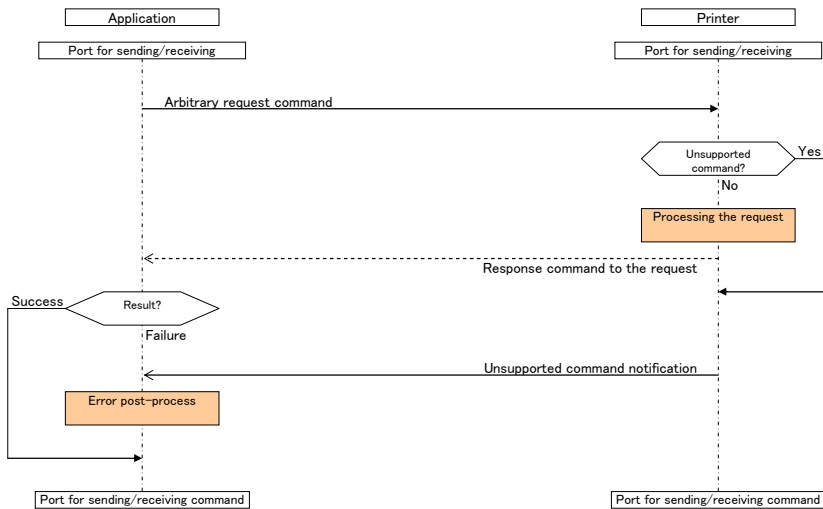 Application
Printer
Port for sending/receiving
Port for sending/receiving
Arbitrary request command
Unsupported
command?
Yes
No
Processing the request
Response command to the request
Success
Result?
Failure
Unsupported command notification
Error post-process
Port for sending/receiving command
Port for sending/receiving command